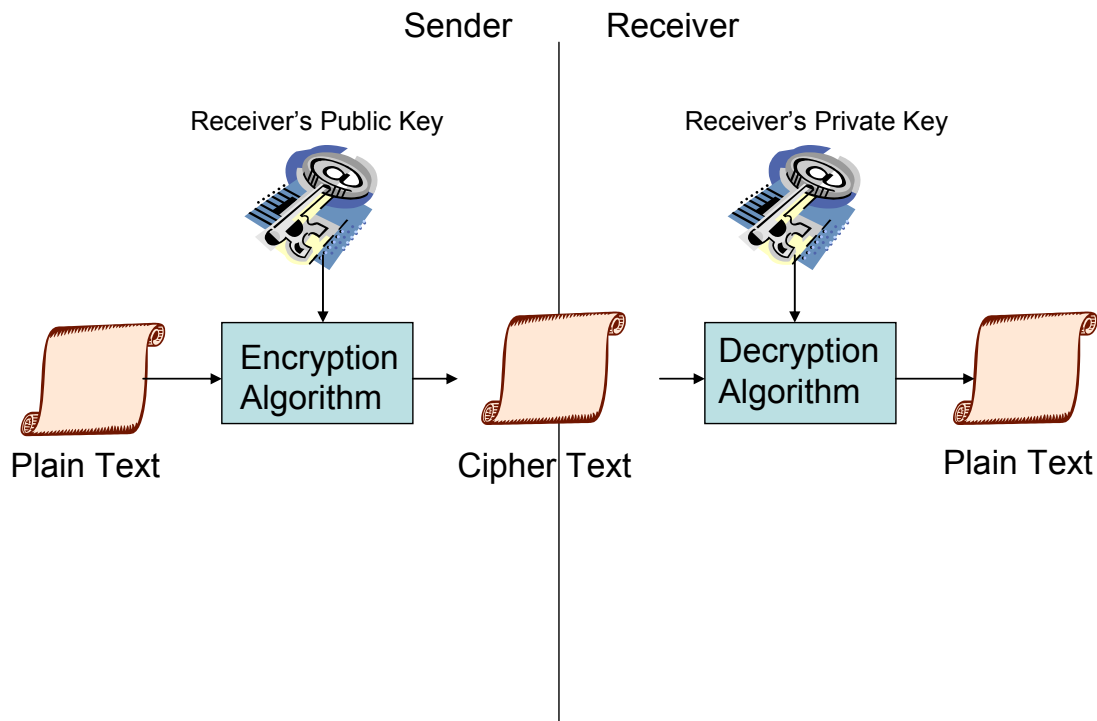 Sender
Receiver
Receiver’s Public Key
Receiver’s Private Key
@
@
Encryption
Algorithm
Decryption
Algorithm
Plain Text
Cipher Text
Plain Text